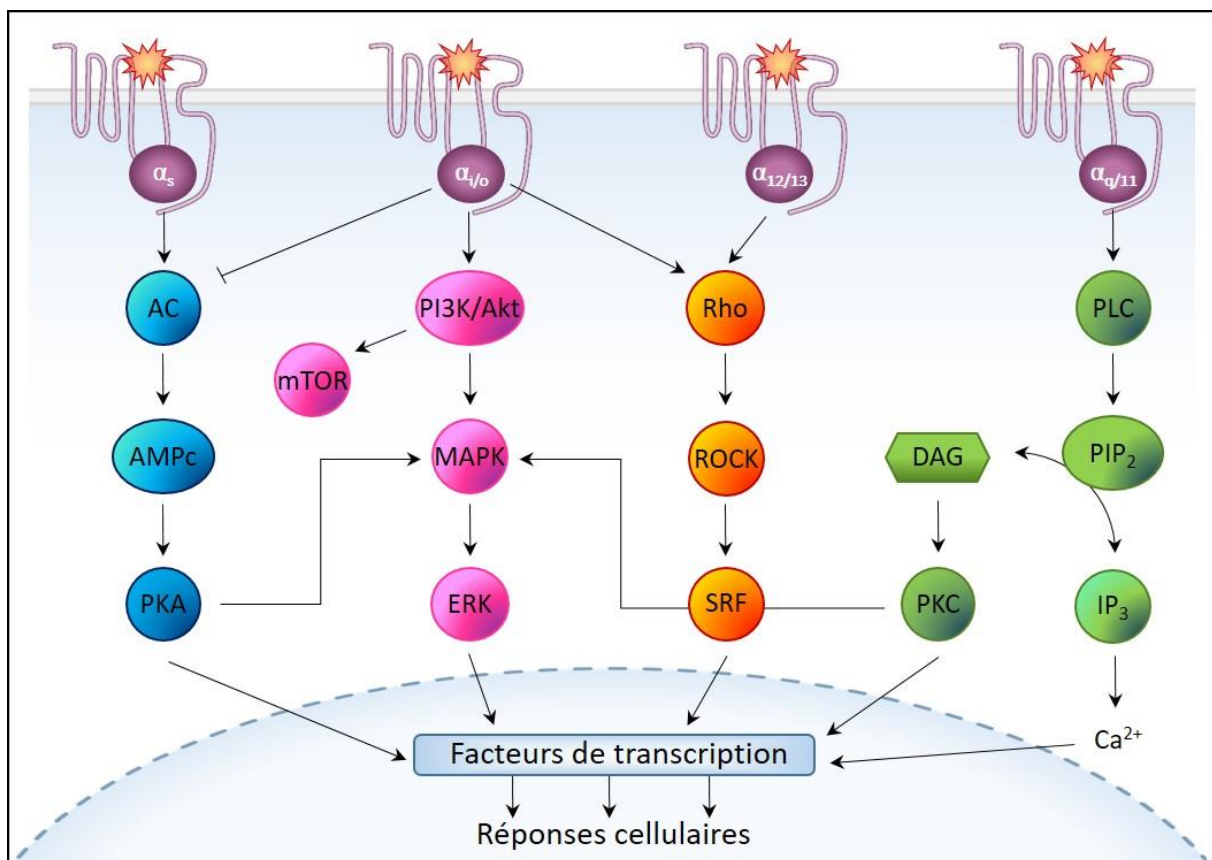 αs
αi/o
α12/13
αq/11
AC
PI3K/Akt
Rho
PLC
mTOR
AMPc
MAPK
ROCK
DAG
PIP2
PKA
ERK
SRF
PKC
IP3
Facteurs de transcription
Ca2+
Réponses cellulaires